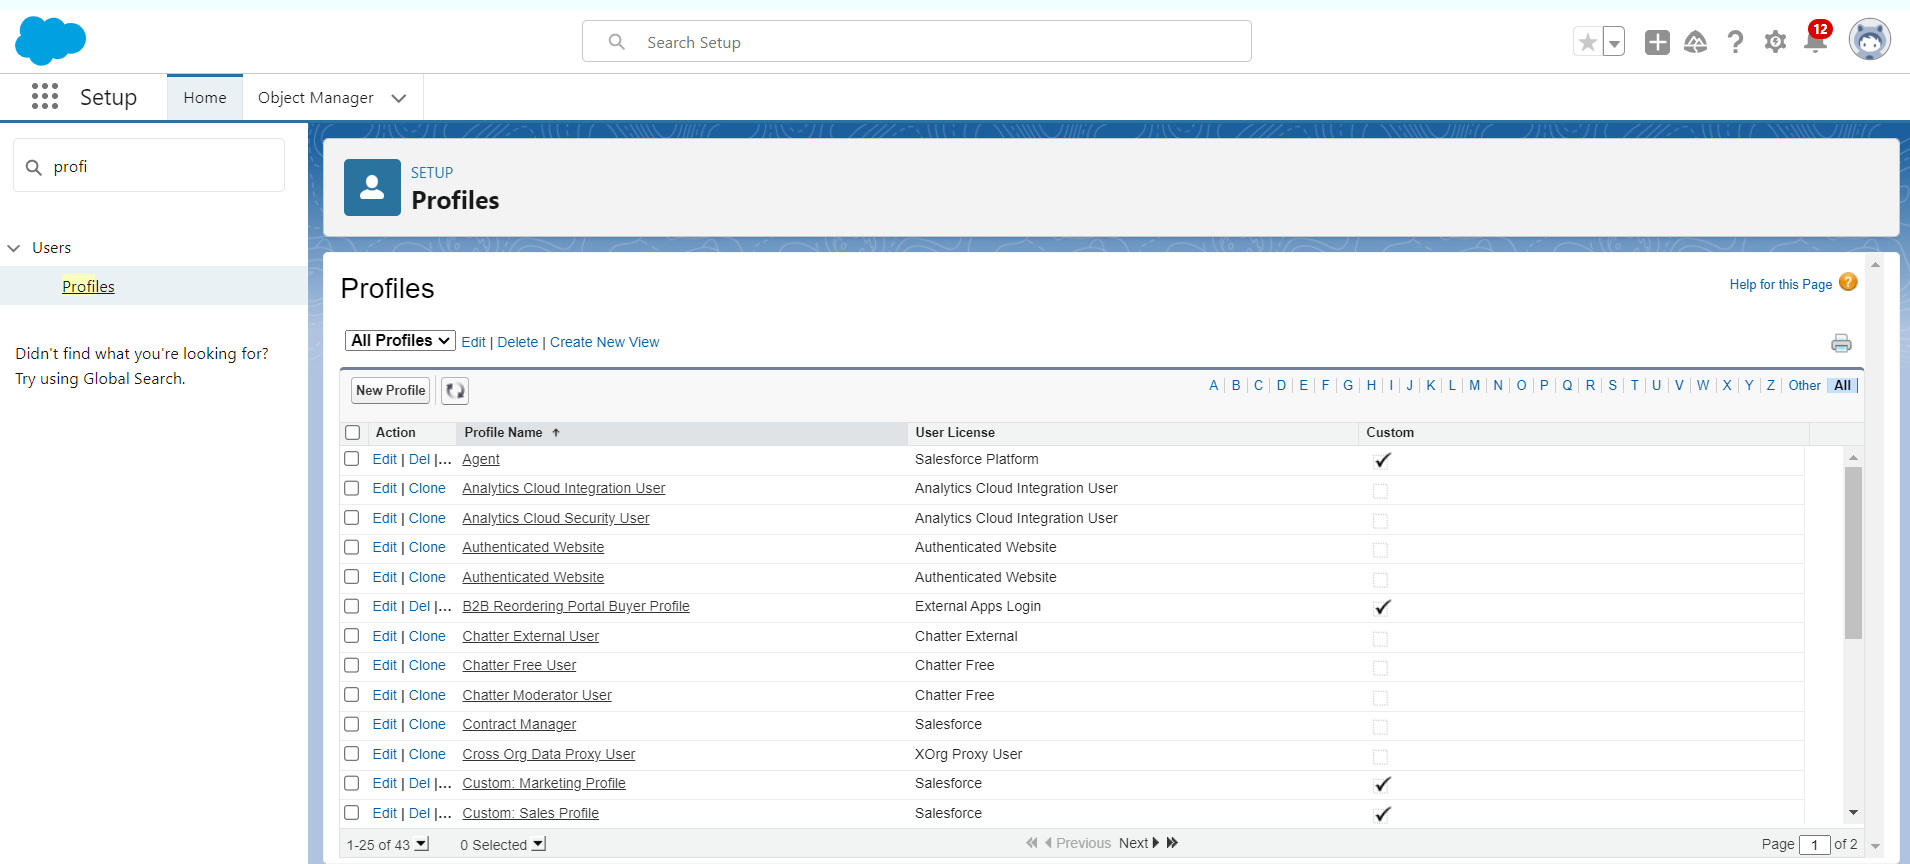 Search Setup
12
Setup
Home
Object Manager
profi
Users
Profiles
Didn't find what you're looking for?
Try using Global Search.
SETUP
Profiles
Profiles
Help for this Page ?
All Profiles Edit | Delete | Create New View
New Profile
A | B | C | D | E | F | G | H | I | J | K | L | M | N | O | P | Q | R | S | T | U | V | W | X | Y | Z | Other | All
Action Profile Name User License Custom
Edit | Del |... Agent Salesforce Platform
Edit | Clone Analytics Cloud Integration User Analytics Cloud Integration User
Edit | Clone Analytics Cloud Security User Analytics Cloud Integration User
Edit | Clone Authenticated Website Authenticated Website
Edit | Clone Authenticated Website Authenticated Website
Edit | Del |... B2B Reordering Portal Buyer Profile External Apps Login
Edit | Clone Chatter External User Chatter External
Edit | Clone Chatter Free User Chatter Free
Edit | Clone Chatter Moderator User Chatter Free
Edit | Clone Contract Manager Salesforce
Edit | Clone Cross Org Data Proxy User XOrg Proxy User
Edit | Del |... Custom: Marketing Profile Salesforce
Edit | Del |... Custom: Sales Profile Salesforce
1-25 of 43 0 Selected Previous Next Page 1 of 2